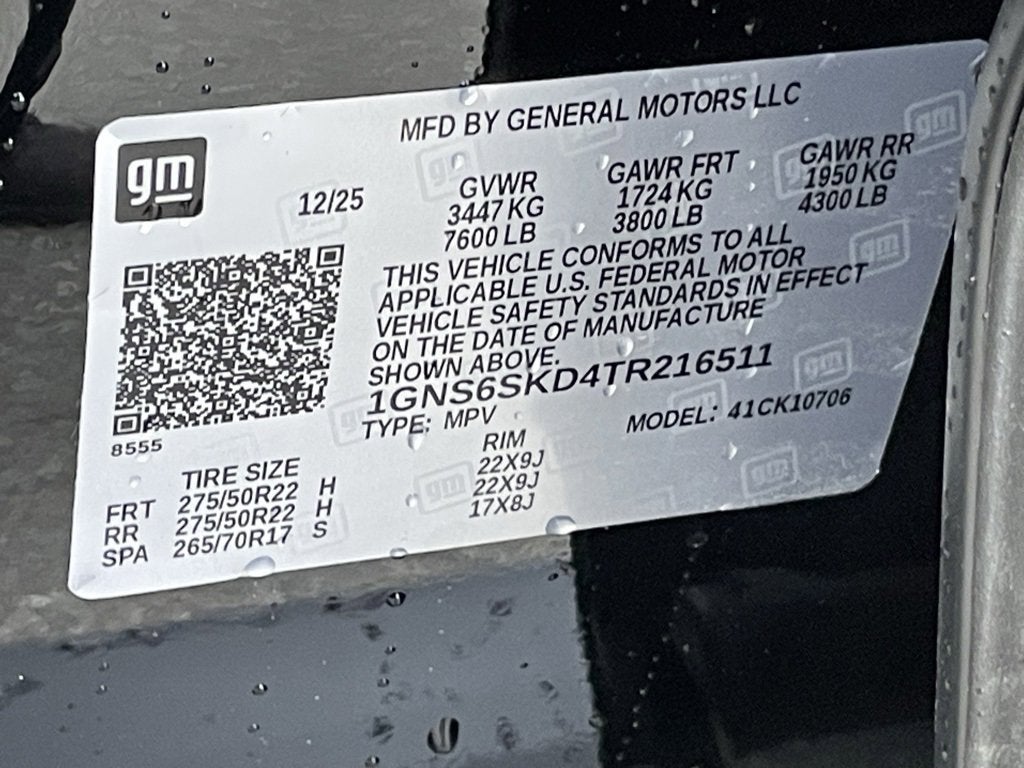 gm
MFD BY GENERAL MOTORS LLC
12/25
GVWR GAWR FRT GAWR RR
3447 KG 1724 KG 1950 KG
7600 LB 3800 LB 4300 LB
THIS VEHICLE CONFORMS TO ALL
APPLICABLE U.S. FEDERAL MOTOR
VEHICLE SAFETY STANDARDS IN EFFECT
ON THE DATE OF MANUFACTURE
SHOWN ABOVE.
1GNS6SKD4TR216511
TYPE: MPV MODEL: 41CK10706
8555
TIRE SIZE RIM
FRT 275/50R22 H 22X9J
RR 275/50R22 H 22X9J
SPA 265/70R17 S 17X8J